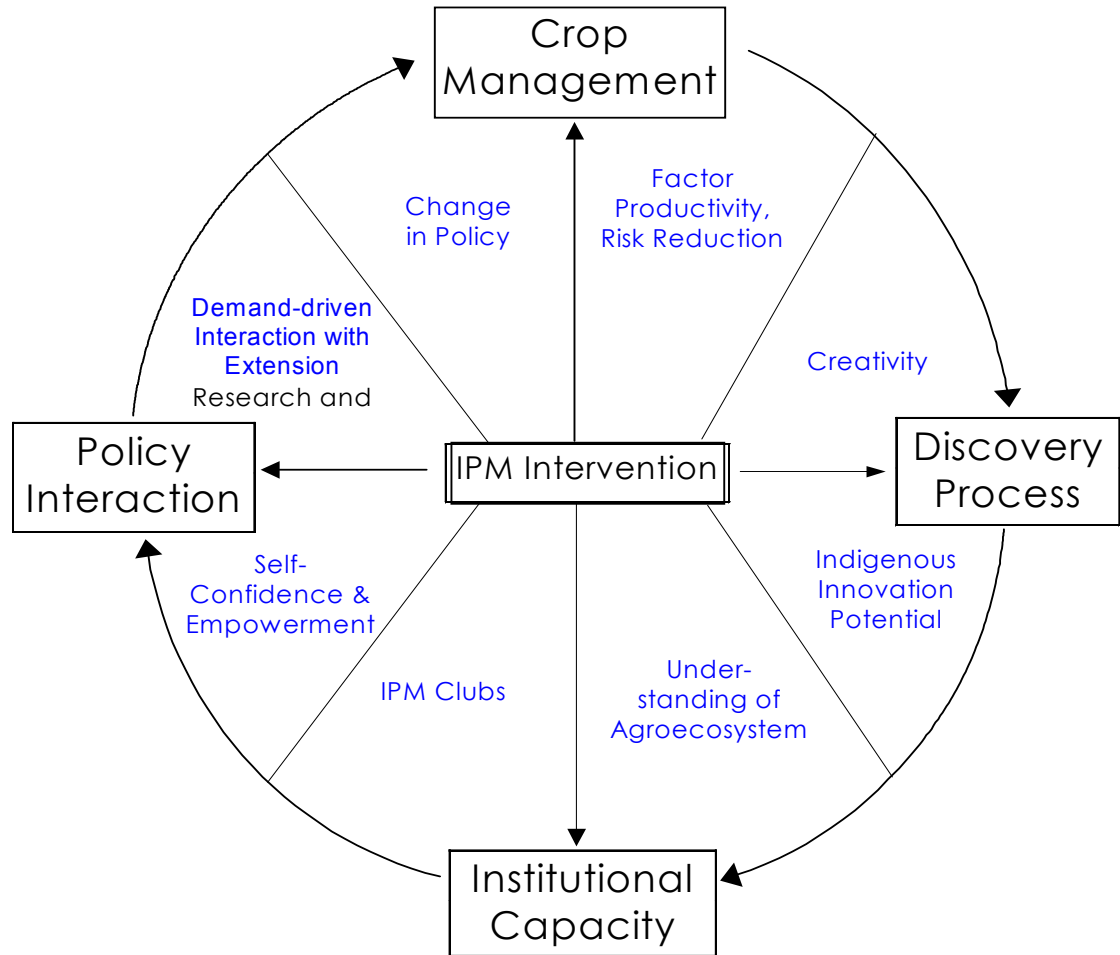 Crop
Management
Change
in Policy
Factor
Productivity,
Risk Reduction
Demand-driven
Interaction with
Extension
Research and
Creativity
Policy
Interaction
IPM Intervention
Discovery
Process
Self-
Confidence &
Empowerment
Indigenous
Innovation
Potential
IPM Clubs
Under-
standing of
Agroecosystem
Institutional
Capacity